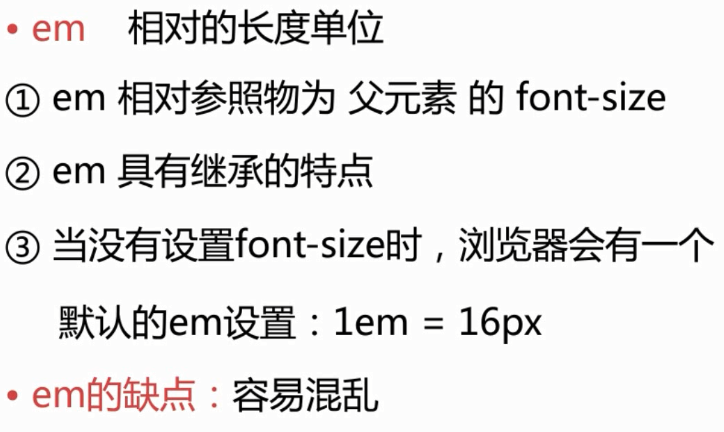 • em 相对的长度单位
① em 相对参照物为 父元素 的 font-size
② em 具有继承的特点
③ 当没有设置font-size时，浏览器会有一个
默认的em设置：1em = 16px
• em的缺点：容易混乱